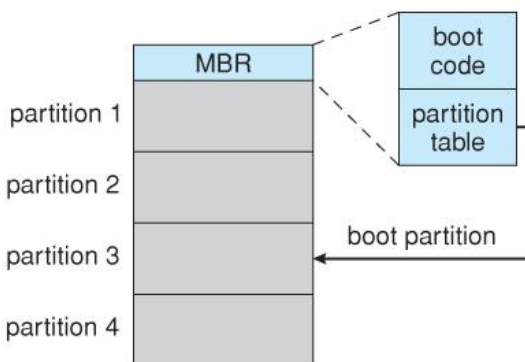 MBR
boot
code
partition
table
partition 1
partition 2
boot partition
partition 3
partition 4